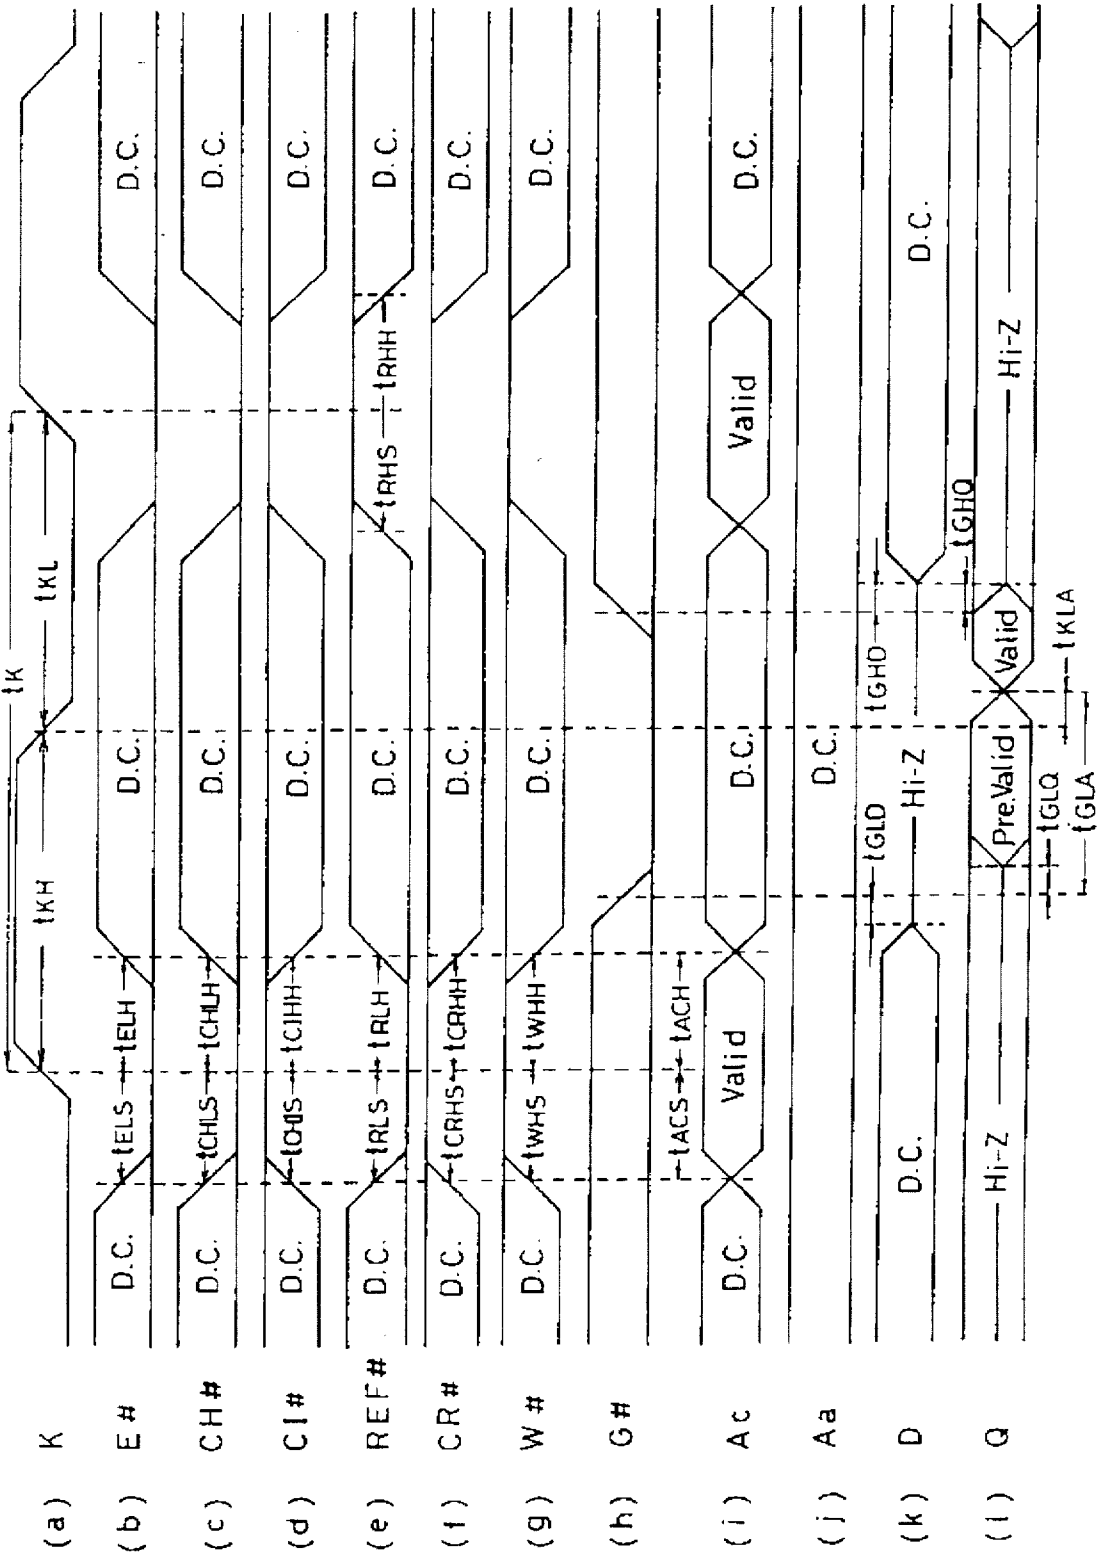 tK
(a) K tKH tKL
(b) E# D.C. tELS tELH D.C. D.C.
(c) CH# D.C. tCHLS tCHLH D.C. D.C.
(d) CI# D.C. tCIHH D.C. D.C.
(e) REF# D.C. tRLS tRLH D.C. tRHS tRHH D.C.
(f) CR# D.C. tCRHS tCRHH D.C. D.C.
(g) W# D.C. tWHS tWHH D.C. D.C.
(h) G#
tACS tACH
(i) Ac D.C. Valid D.C. Valid D.C.
(j) Aa D.C.
tGLD tGHD
(k) D D.C. Hi-Z D.C.
tGHQ
(l) Q Hi-Z Pre.Valid Valid Hi-Z
tGLQ tKLA
tGLA